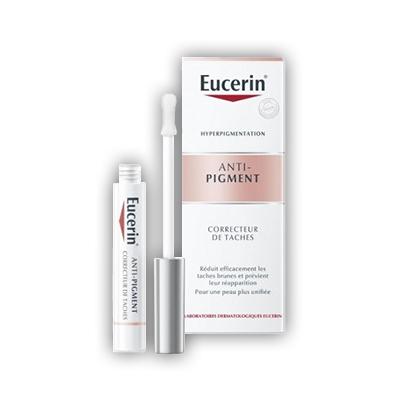 Eucerin®
HYPERPIGMENTATION
ANTI-
PIGMENT
CORRECTEUR
DE TACHES
Réduit efficacement les
taches brunes et prévient
leur réapparition
Pour une peau plus unifiée
LABORATOIRES DERMATOLOGIQUES EUCERIN
Eucerin®
ANTI-PIGMENT
CORRECTEUR DE TACHES